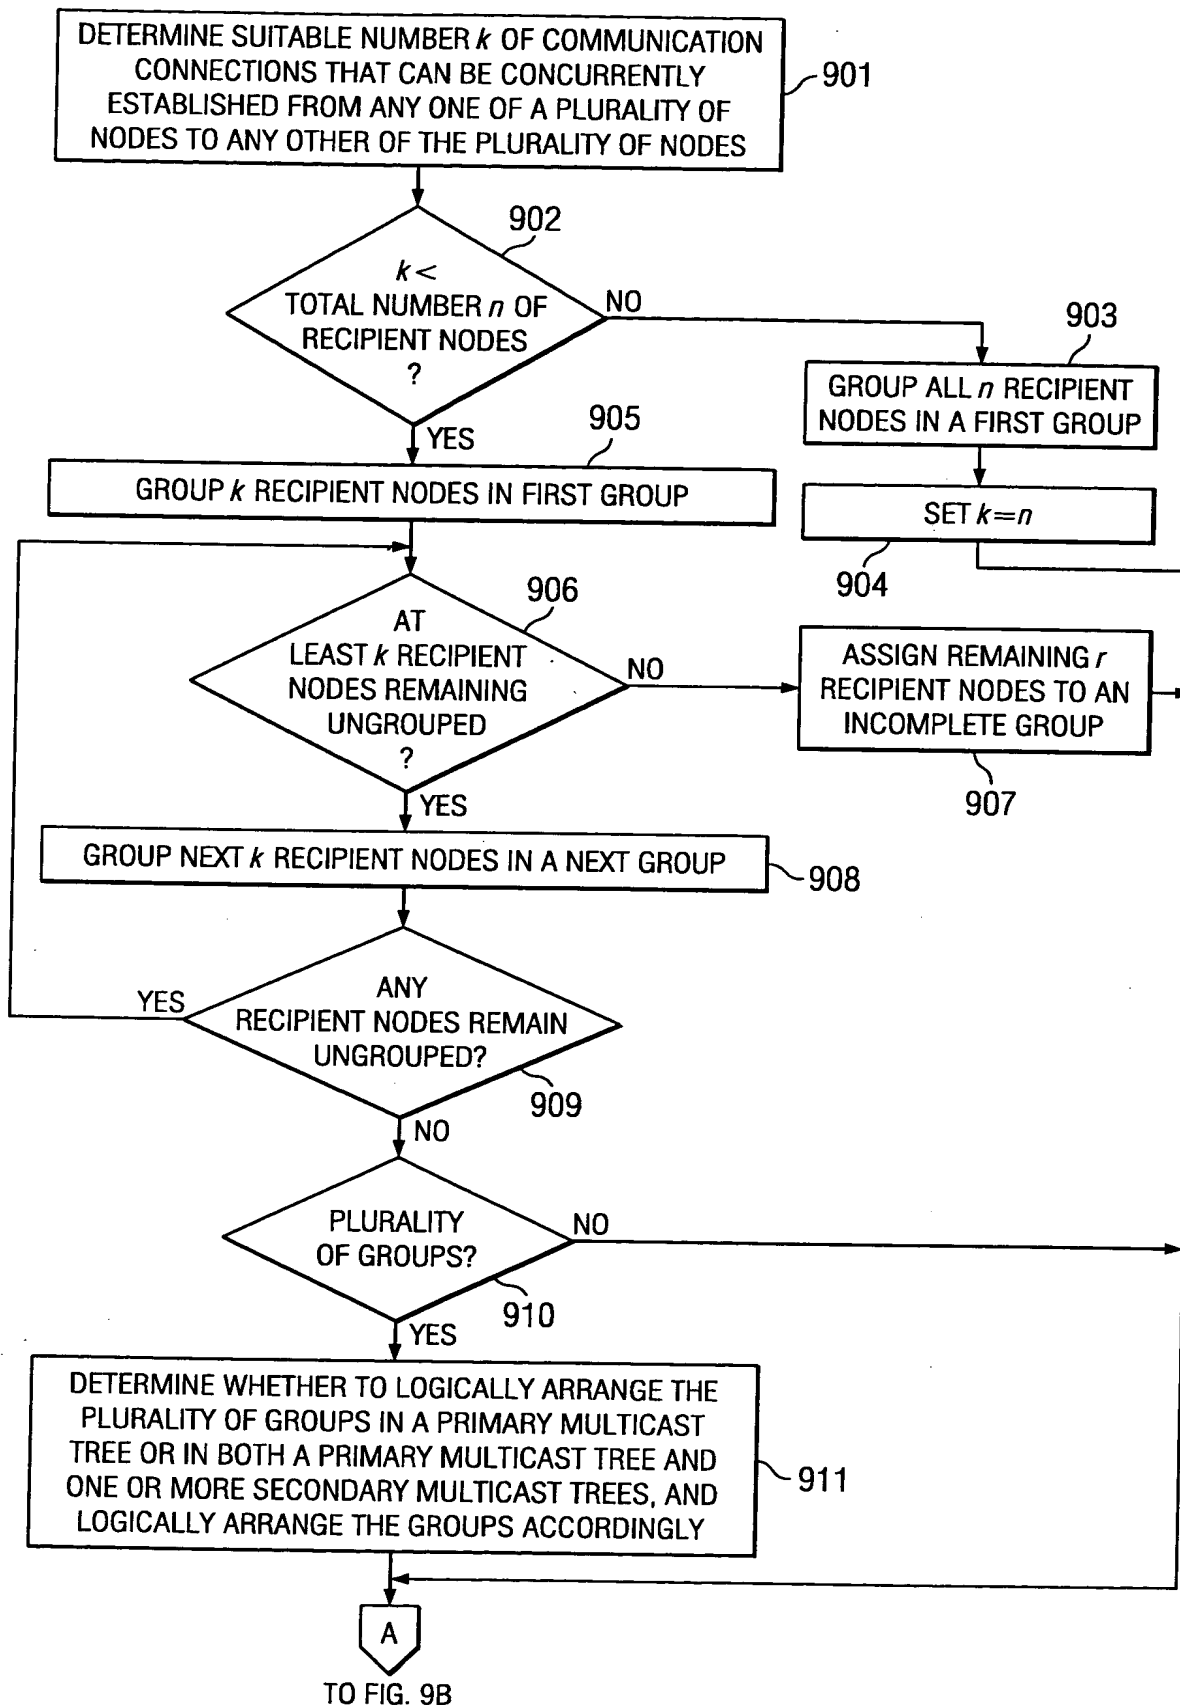 DETERMINE SUITABLE NUMBER k OF COMMUNICATION
CONNECTIONS THAT CAN BE CONCURRENTLY
ESTABLISHED FROM ANY ONE OF A PLURALITY OF
NODES TO ANY OTHER OF THE PLURALITY OF NODES
901
902
k <
TOTAL NUMBER n OF
RECIPIENT NODES
?
NO
903
GROUP ALL n RECIPIENT
NODES IN A FIRST GROUP
YES
905
GROUP k RECIPIENT NODES IN FIRST GROUP
SET k=n
904
906
AT
LEAST k RECIPIENT
NODES REMAINING
UNGROUPED
?
NO
ASSIGN REMAINING r
RECIPIENT NODES TO AN
INCOMPLETE GROUP
907
YES
GROUP NEXT k RECIPIENT NODES IN A NEXT GROUP
908
YES
ANY
RECIPIENT NODES REMAIN
UNGROUPED?
909
NO
PLURALITY
OF GROUPS?
NO
910
YES
DETERMINE WHETHER TO LOGICALLY ARRANGE THE
PLURALITY OF GROUPS IN A PRIMARY MULTICAST
TREE OR IN BOTH A PRIMARY MULTICAST TREE AND
ONE OR MORE SECONDARY MULTICAST TREES, AND
LOGICALLY ARRANGE THE GROUPS ACCORDINGLY
911
A
TO FIG. 9B